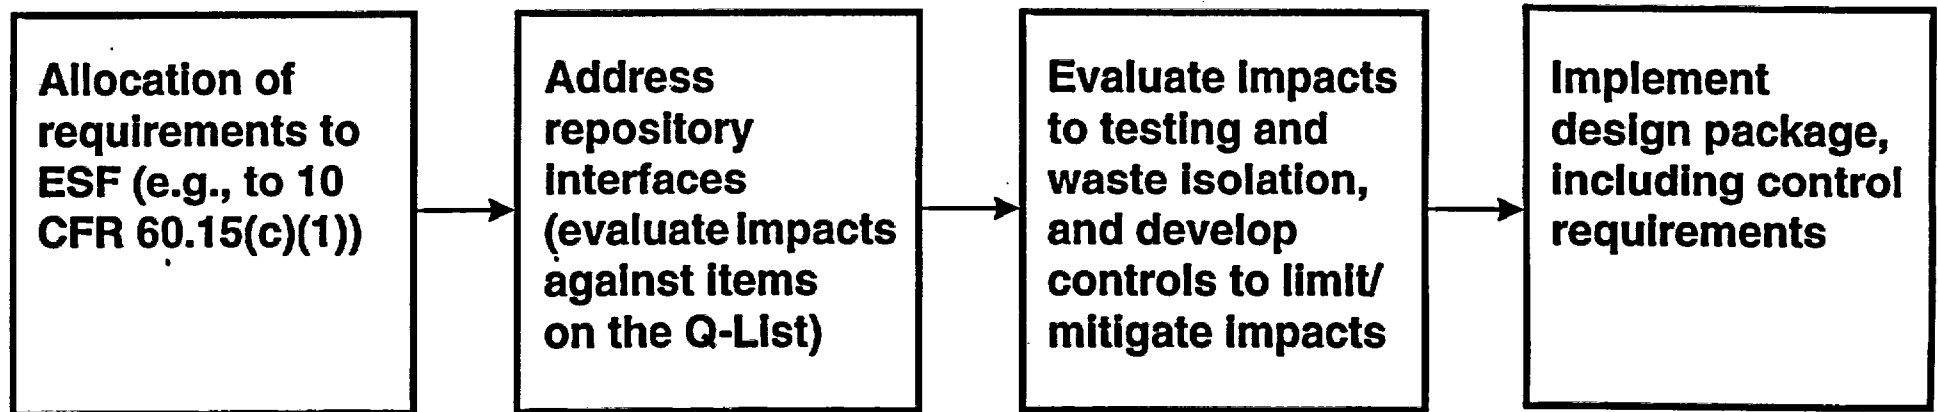 Allocation of
requirements to
ESF (e.g., to 10
CFR 60.15(c)(1))
Address
repository
interfaces
(evaluate impacts
against items
on the Q-List)
Evaluate impacts
to testing and
waste isolation,
and develop
controls to limit/
mitigate impacts
Implement
design package,
including control
requirements